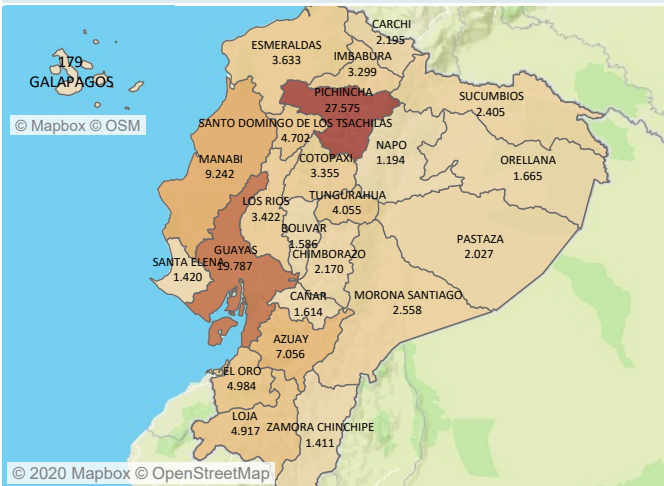 CARCHI
2.195
ESMERALDAS
3.633
IMBABURA
3.299
179
GALAPAGOS
PICHINCHA
27.575
SUCUMBIOS
2.405
© Mapbox © OSM
SANTO DOMINGO DE LOS TSACHILAS
4.702
NAPO
1.194
MANABI
9.242
COTOPAXI
3.355
ORELLANA
1.665
TUNGURAHUA
4.055
LOS RIOS
3.422
BOLIVAR
1.586
PASTAZA
2.027
GUAYAS
19.787
SANTA ELENA
1.420
CHIMBORAZO
2.170
CAÑAR
1.614
MORONA SANTIAGO
2.558
AZUAY
7.056
EL ORO
4.984
LOJA
4.917
ZAMORA CHINCHIPE
1.411
© 2020 Mapbox © OpenStreetMap